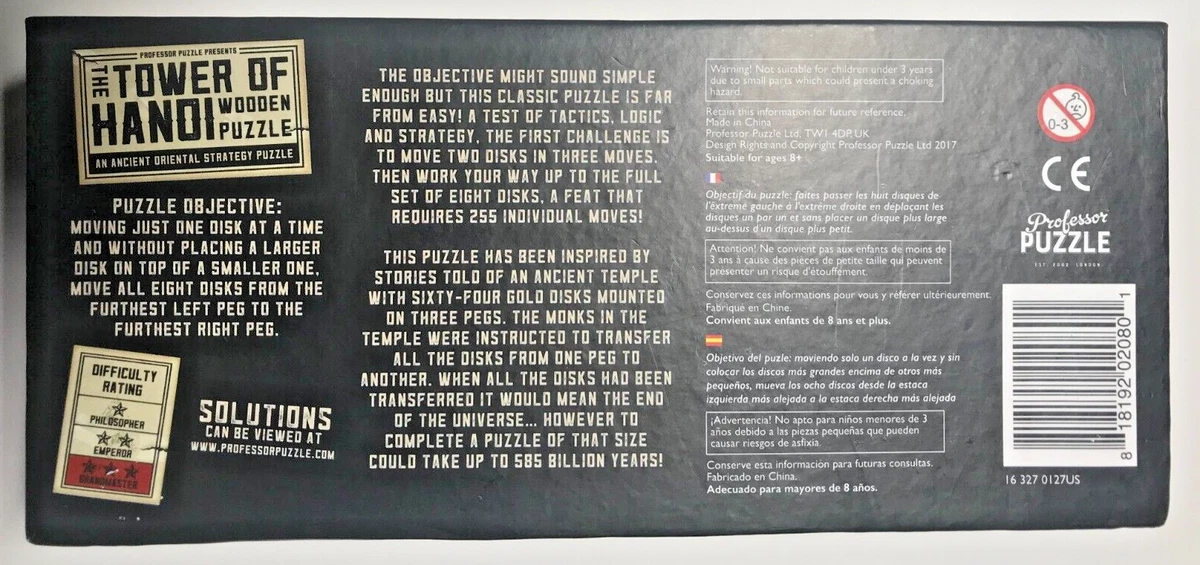 PROFESSOR PUZZLE PRESENTS
THE TOWER OF
HANOI WOODEN
PUZZLE
AN ANCIENT ORIENTAL STRATEGY PUZZLE
PUZZLE OBJECTIVE:
MOVING JUST ONE DISK AT A TIME
AND WITHOUT PLACING A LARGER
DISK ON TOP OF A SMALLER ONE,
MOVE ALL EIGHT DISKS FROM THE
FURTHEST LEFT PEG TO THE
FURTHEST RIGHT PEG.
DIFFICULTY
RATING
PHILOSOPHER
EMPEROR
GRANDMASTER
SOLUTIONS
CAN BE VIEWED AT
WWW.PROFESSORPUZZLE.COM
THE OBJECTIVE MIGHT SOUND SIMPLE
ENOUGH BUT THIS CLASSIC PUZZLE IS FAR
FROM EASY! A TEST OF TACTICS, LOGIC
AND STRATEGY, THE FIRST CHALLENGE IS
TO MOVE TWO DISKS IN THREE MOVES.
THEN WORK YOUR WAY UP TO THE FULL
SET OF EIGHT DISKS, A FEAT THAT
REQUIRES 255 INDIVIDUAL MOVES!
THIS PUZZLE HAS BEEN INSPIRED BY
STORIES TOLD OF AN ANCIENT TEMPLE
WITH SIXTY-FOUR GOLD DISKS MOUNTED
ON THREE PEGS. THE MONKS IN THE
TEMPLE WERE INSTRUCTED TO TRANSFER
ALL THE DISKS FROM ONE PEG TO
ANOTHER. WHEN ALL THE DISKS HAD BEEN
TRANSFERRED IT WOULD MEAN THE END
OF THE UNIVERSE... HOWEVER TO
COMPLETE A PUZZLE OF THAT SIZE
COULD TAKE UP TO 585 BILLION YEARS!
Warning! Not suitable for children under 3 years
due to small parts which could present a choking
hazard.
Retain this information for future reference.
Made in China
Professor Puzzle Ltd, TW1 4DP, UK
Design Rights and Copyright Professor Puzzle Ltd 2017
Suitable for ages 8+
Objectif du puzzle: faites passer les huit disques de
l'extrême gauche à l'extrême droite en déplaçant les
disques un par un et sans placer un disque plus large
au-dessus d'un disque plus petit.
Attention! Ne convient pas aux enfants de moins de
3 ans à cause des pièces de petite taille qui peuvent
présenter un risque d'étouffement.
Conservez ces informations pour vous y référer ultérieurement.
Fabriqué en Chine.
Convient aux enfants de 8 ans et plus.
Objetivo del puzle: moviendo solo un disco a la vez y sin
colocar los discos más grandes encima de otros más
pequeños, mueva los ocho discos desde la estaca
izquierda más alejada a la estaca derecha más alejada
¡Advertencia! No apto para niños menores de 3
años debido a las piezas pequeñas que pueden
causar riesgos de asfixia.
Conserve esta información para futuras consultas.
Fabricado en China.
Adecuado para mayores de 8 años.
0-3
CE
Professor
PUZZLE
EST. 2003 LONDON
8 18192 02080 1
16 327 0127US